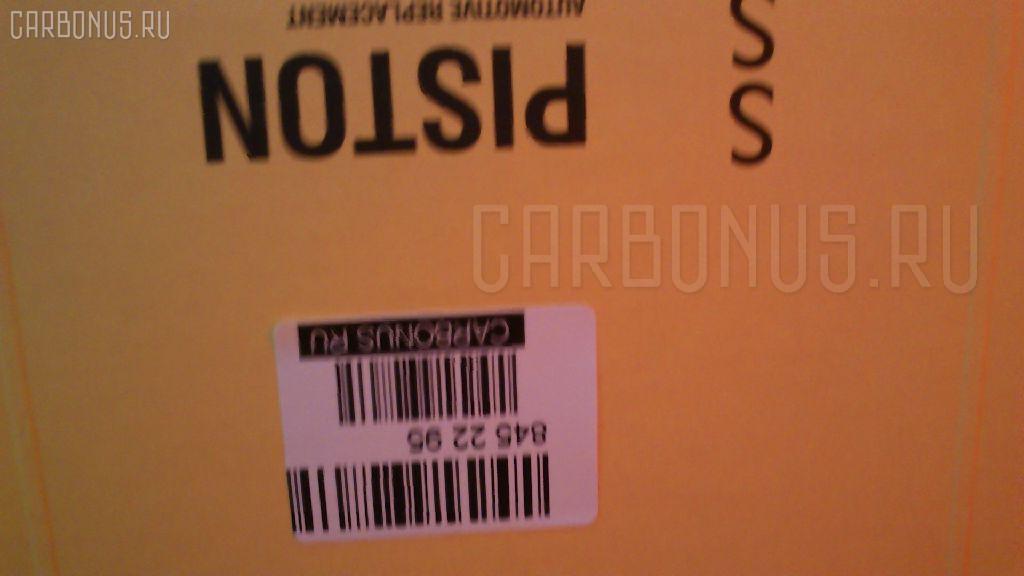 CARBONUS.RU
AUTOMOTIVE REPLACEMENT
PISTON
S
S
CARBONUS.RU
CARBONUS RU
845 22 95